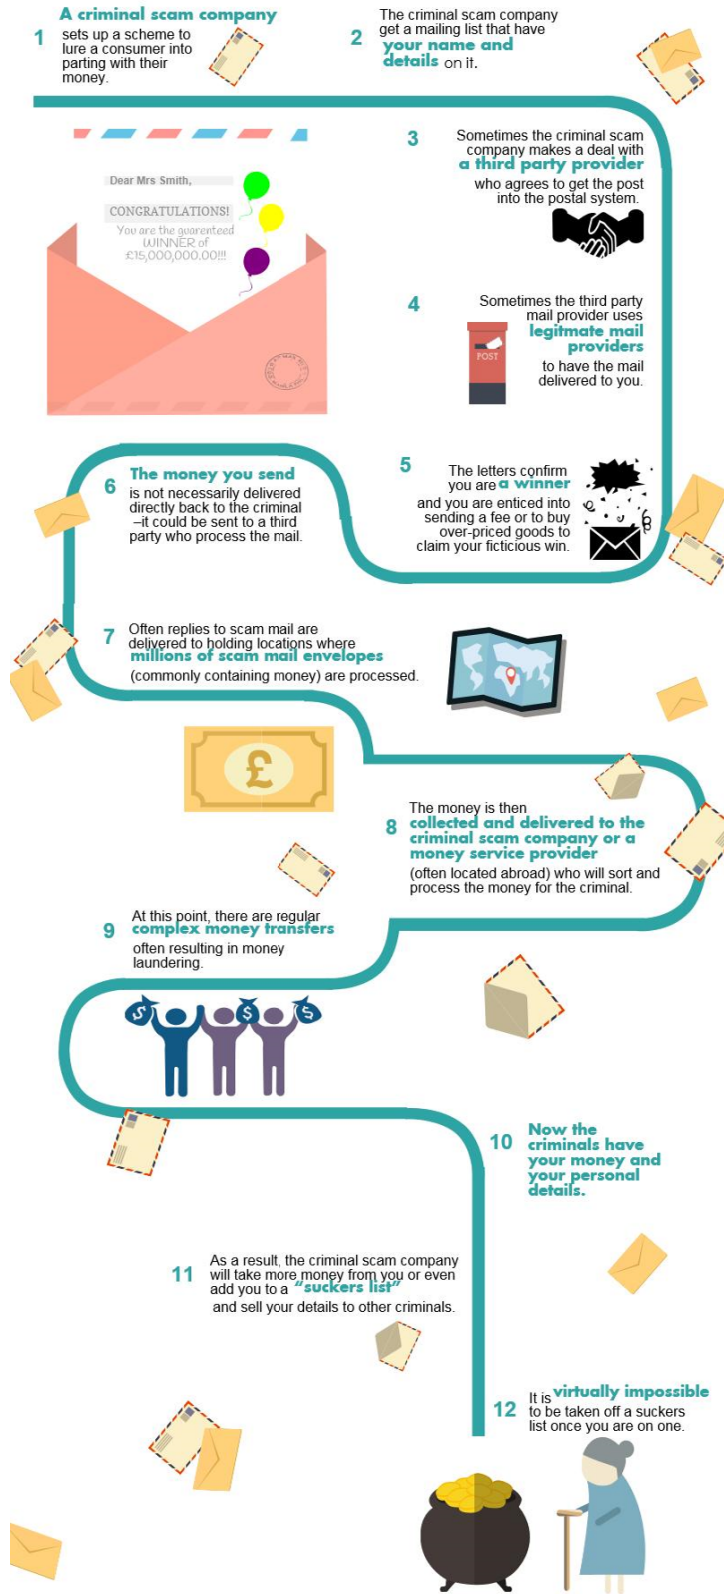 A criminal scam company
1
sets up a scheme to
lure a consumer into
parting with their
money.
2
The criminal scam company
get a mailing list that have
your name and
details on it.
3
Sometimes the criminal scam
company makes a deal with
a third party provider
who agrees to get the post
into the postal system.
Dear Mrs Smith,
CONGRATULATIONS!
You are the guarenteed
WINNER of
£15,000,000.00!!!
4
Sometimes the third party
mail provider uses
legitmate mail
providers
to have the mail
delivered to you.
POST
5
The letters confirm
you are a winner
and you are enticed into
sending a fee or to buy
over-priced goods to
claim your ficticious win.
6
The money you send
is not necessarily delivered
directly back to the criminal
–it could be sent to a third
party who process the mail.
7
Often replies to scam mail are
delivered to holding locations where
millions of scam mail envelopes
(commonly containing money) are processed.
£
8
The money is then
collected and delivered to the
criminal scam company or a
money service provider
(often located abroad) who will sort and
process the money for the criminal.
9
At this point, there are regular
complex money transfers
often resulting in money
laundering.
$ $ $
10
Now the
criminals have
your money and
your personal
details.
11
As a result, the criminal scam company
will take more money from you or even
add you to a “suckers list”
and sell your details to other criminals.
12
It is virtually impossible
to be taken off a suckers
list once you are on one.